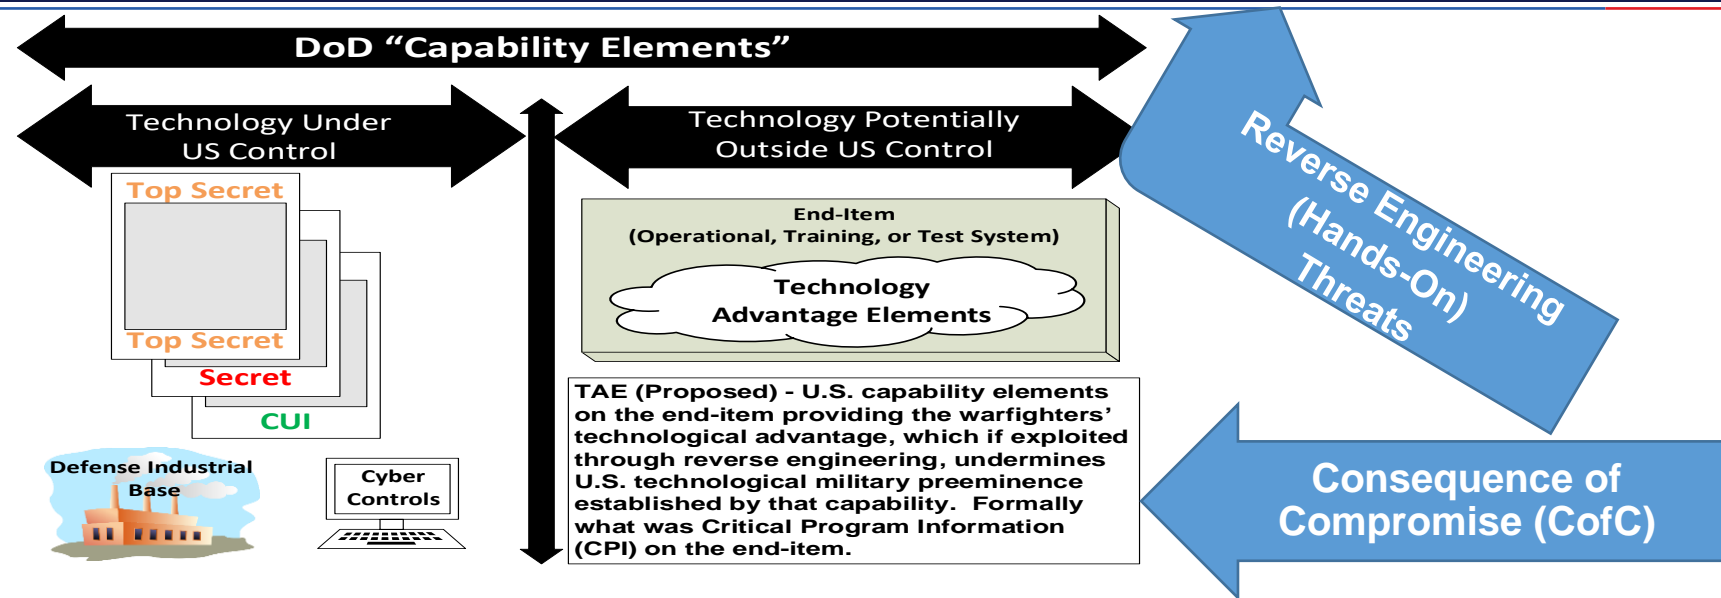 DoD “Capability Elements”
Technology Under
US Control
Technology Potentially
Outside US Control
Top Secret
Top Secret
Secret
CUI
Defense Industrial
Base
Cyber
Controls
End-Item
(Operational, Training, or Test System)
Technology
Advantage Elements
TAE (Proposed) - U.S. capability elements
on the end-item providing the warfighters’
technological advantage, which if exploited
through reverse engineering, undermines
U.S. technological military preeminence
established by that capability.  Formally
what was Critical Program Information
(CPI) on the end-item.
Reverse Engineering
(Hands-On)
Threats
Consequence of
Compromise (CofC)